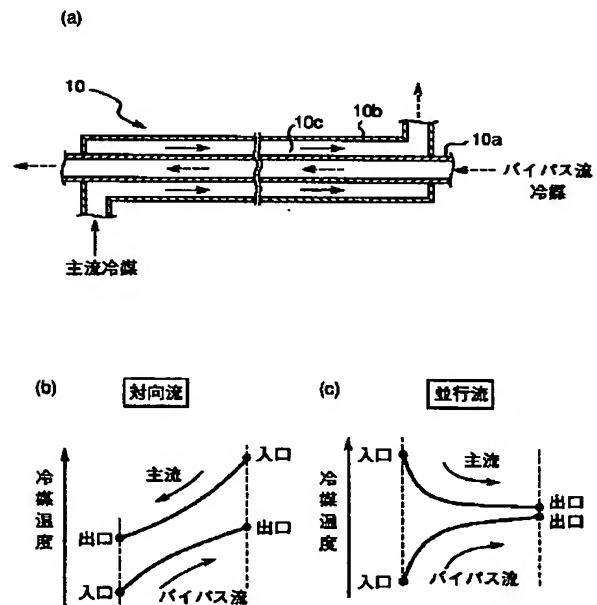 (a)
10
10c
10b
10a
バイパス流
冷媒
主流冷媒
(b)
対向流
冷媒温度
主流
入口
出口
出口
入口
バイパス流
(c)
並行流
冷媒温度
入口
主流
出口
出口
入口
バイパス流